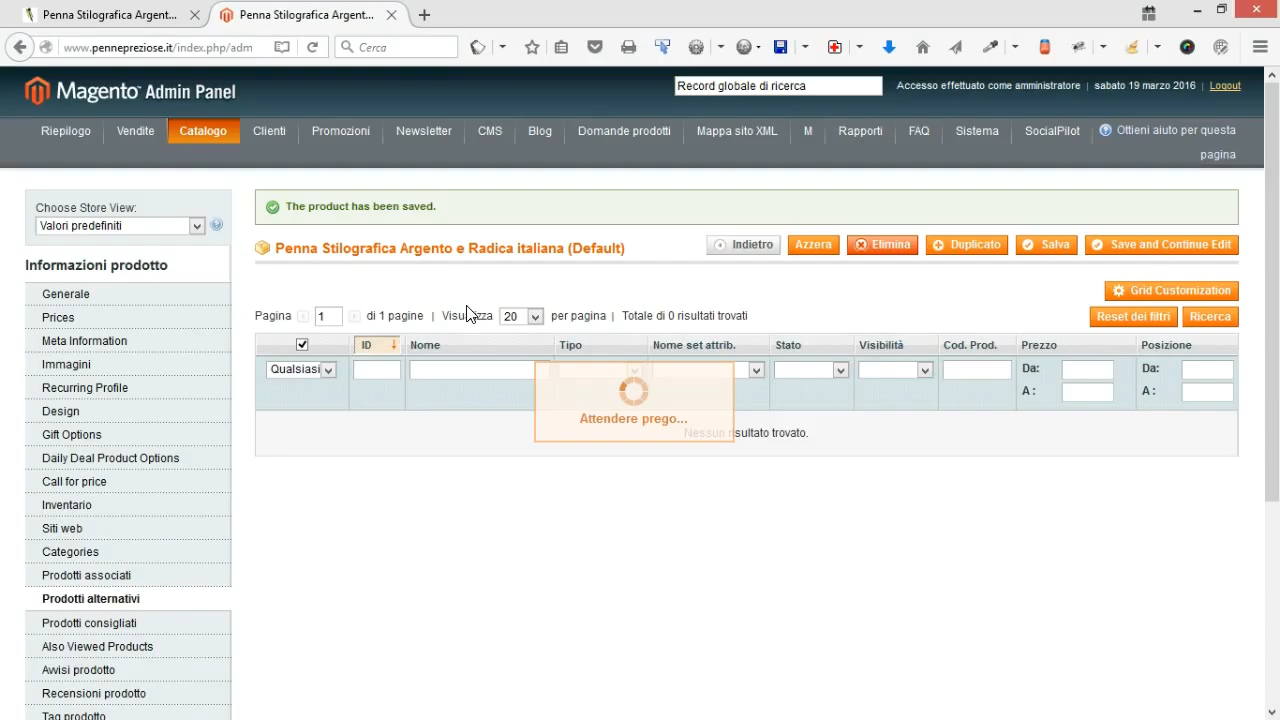 Penna Stilografica Argent...
Penna Stilografica Argent...
www.pennepreziose.it/index.php/adm
Cerca
Magento Admin Panel
Record globale di ricerca
Accesso effettuato come amministratore | sabato 19 marzo 2016 | Logout
Riepilogo Vendite Catalogo Clienti Promozioni Newsletter CMS Blog Domande prodotti Mappa sito XML M Rapporti FAQ Sistema SocialPilot Ottieni aiuto per questa pagina
Choose Store View:
Valori predefiniti
Informazioni prodotto
Generale
Prices
Meta Information
Immagini
Recurring Profile
Design
Gift Options
Daily Deal Product Options
Call for price
Inventario
Siti web
Categories
Prodotti associati
Prodotti alternativi
Prodotti consigliati
Also Viewed Products
Avvisi prodotto
Recensioni prodotto
Tag prodotto
The product has been saved.
Penna Stilografica Argento e Radica italiana (Default)
Indietro Azzera Elimina Duplicato Salva Save and Continue Edit
Grid Customization
Pagina 1 di 1 pagine | Visualizza 20 per pagina | Totale di 0 risultati trovati
Reset dei filtri Ricerca
ID Nome Tipo Nome set attrib. Stato Visibilità Cod. Prod. Prezzo Posizione
Qualsiasi Da: Da:
A : A :
Attendere prego...
Nessun risultato trovato.